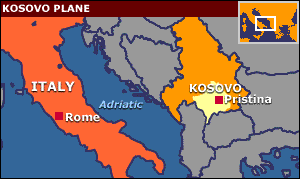 KOSOVO PLANE
ITALY
KOSOVO
Pristina
Adriatic
Rome